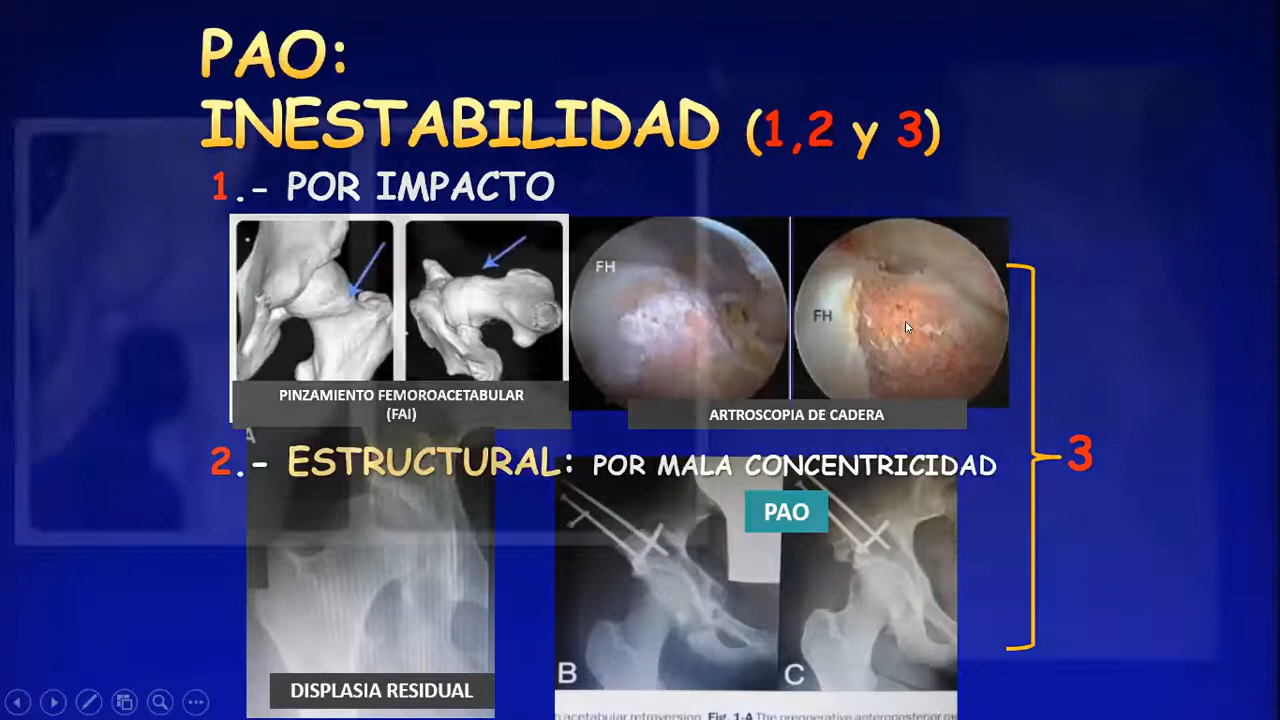 PAO:
INESTABILIDAD (1,2 y 3)
1.- POR IMPACTO
FH
FH
PINZAMIENTO FEMOROACETABULAR
(FAI)
ARTROSCOPIA DE CADERA
A
2.- ESTRUCTURAL: POR MALA CONCENTRICIDAD
3
PAO
B
C
DISPLASIA RESIDUAL
acetabular retroversion. Fig. 1-A The preoperative anteroposterior